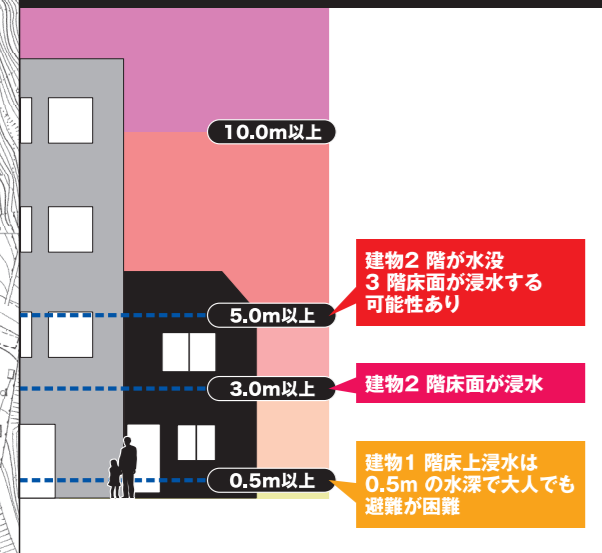 10.0m以上
建物2 階が水没
3 階床面が浸水する
可能性あり
5.0m以上
3.0m以上
建物2 階床面が浸水
建物1 階床上浸水は
0.5m の水深で大人でも
避難が困難
0.5m以上